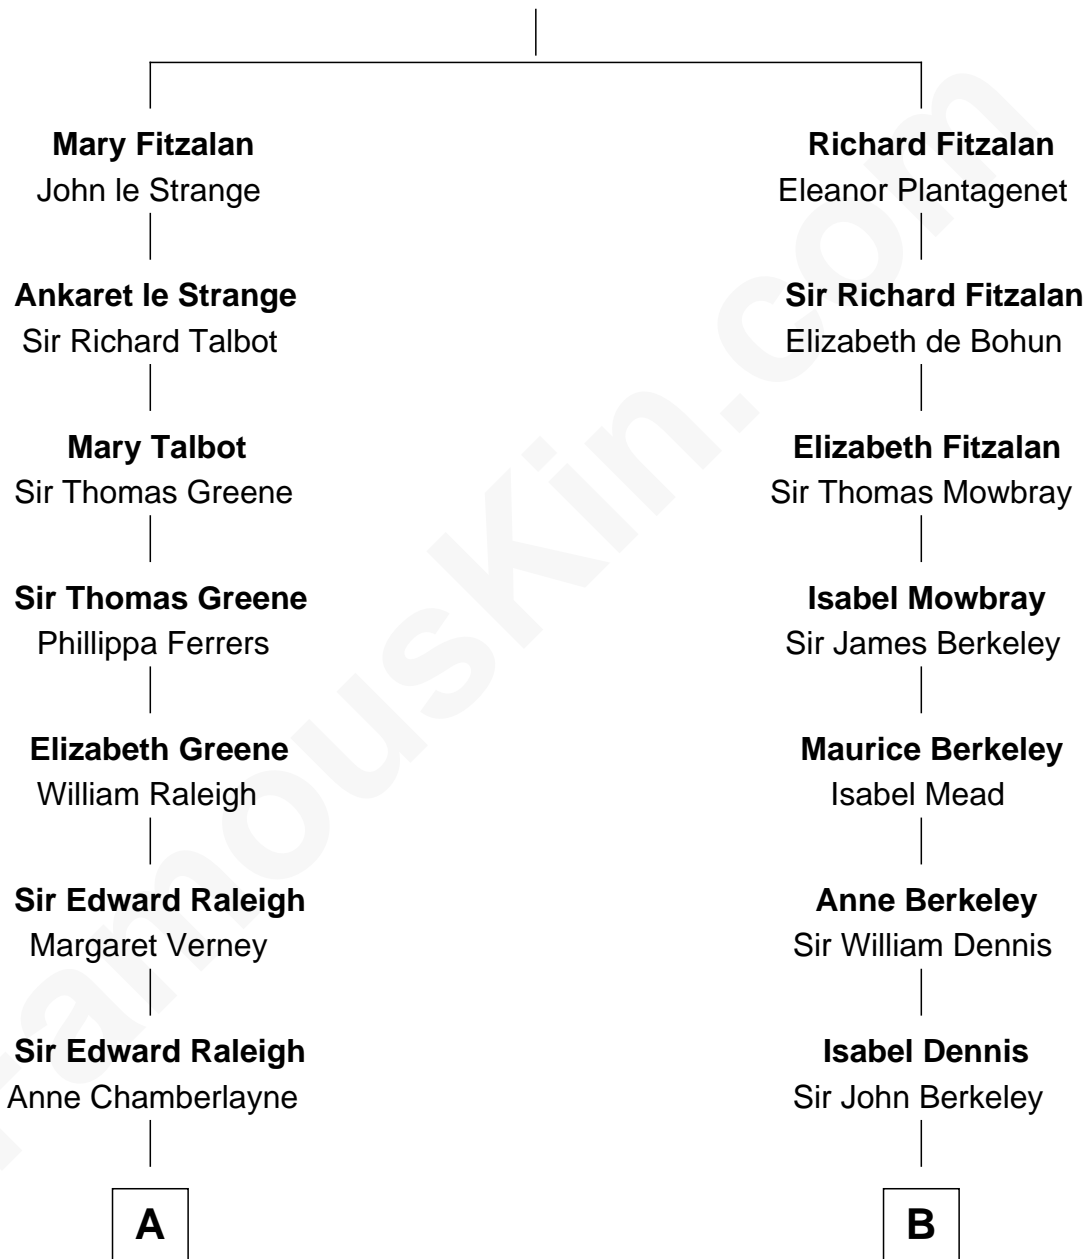 Mary Fitzalan
John le Strange
Ankaret le Strange
Sir Richard Talbot
Mary Talbot
Sir Thomas Greene
Sir Thomas Greene
Phillippa Ferrers
Elizabeth Greene
William Raleigh
Sir Edward Raleigh
Margaret Verney
Sir Edward Raleigh
Anne Chamberlayne
A
Richard Fitzalan
Eleanor Plantagenet
Sir Richard Fitzalan
Elizabeth de Bohun
Elizabeth Fitzalan
Sir Thomas Mowbray
Isabel Mowbray
Sir James Berkeley
Maurice Berkeley
Isabel Mead
Anne Berkeley
Sir William Dennis
Isabel Dennis
Sir John Berkeley
B
FamousKin.com